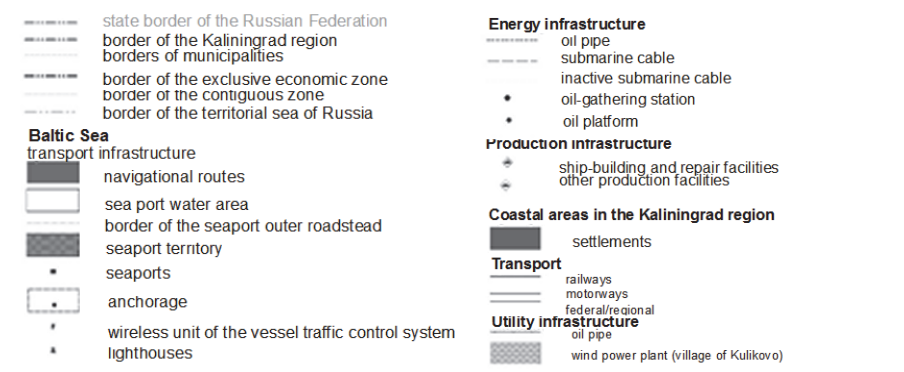 state border of the Russian Federation
border of the Kaliningrad region
borders of municipalities
border of the exclusive economic zone
border of the contiguous zone
border of the territorial sea of Russia
Baltic Sea
transport infrastructure
navigational routes
sea port water area
border of the seaport outer roadstead
seaport territory
seaports
anchorage
wireless unit of the vessel traffic control system
lighthouses
Energy infrastructure
oil pipe
submarine cable
inactive submarine cable
oil-gathering station
oil platform
Production infrastructure
ship-building and repair facilities
other production facilities
Coastal areas in the Kaliningrad region
settlements
Transport
railways
motorways
federal/regional
Utility infrastructure
oil pipe
wind power plant (village of Kulikovo)